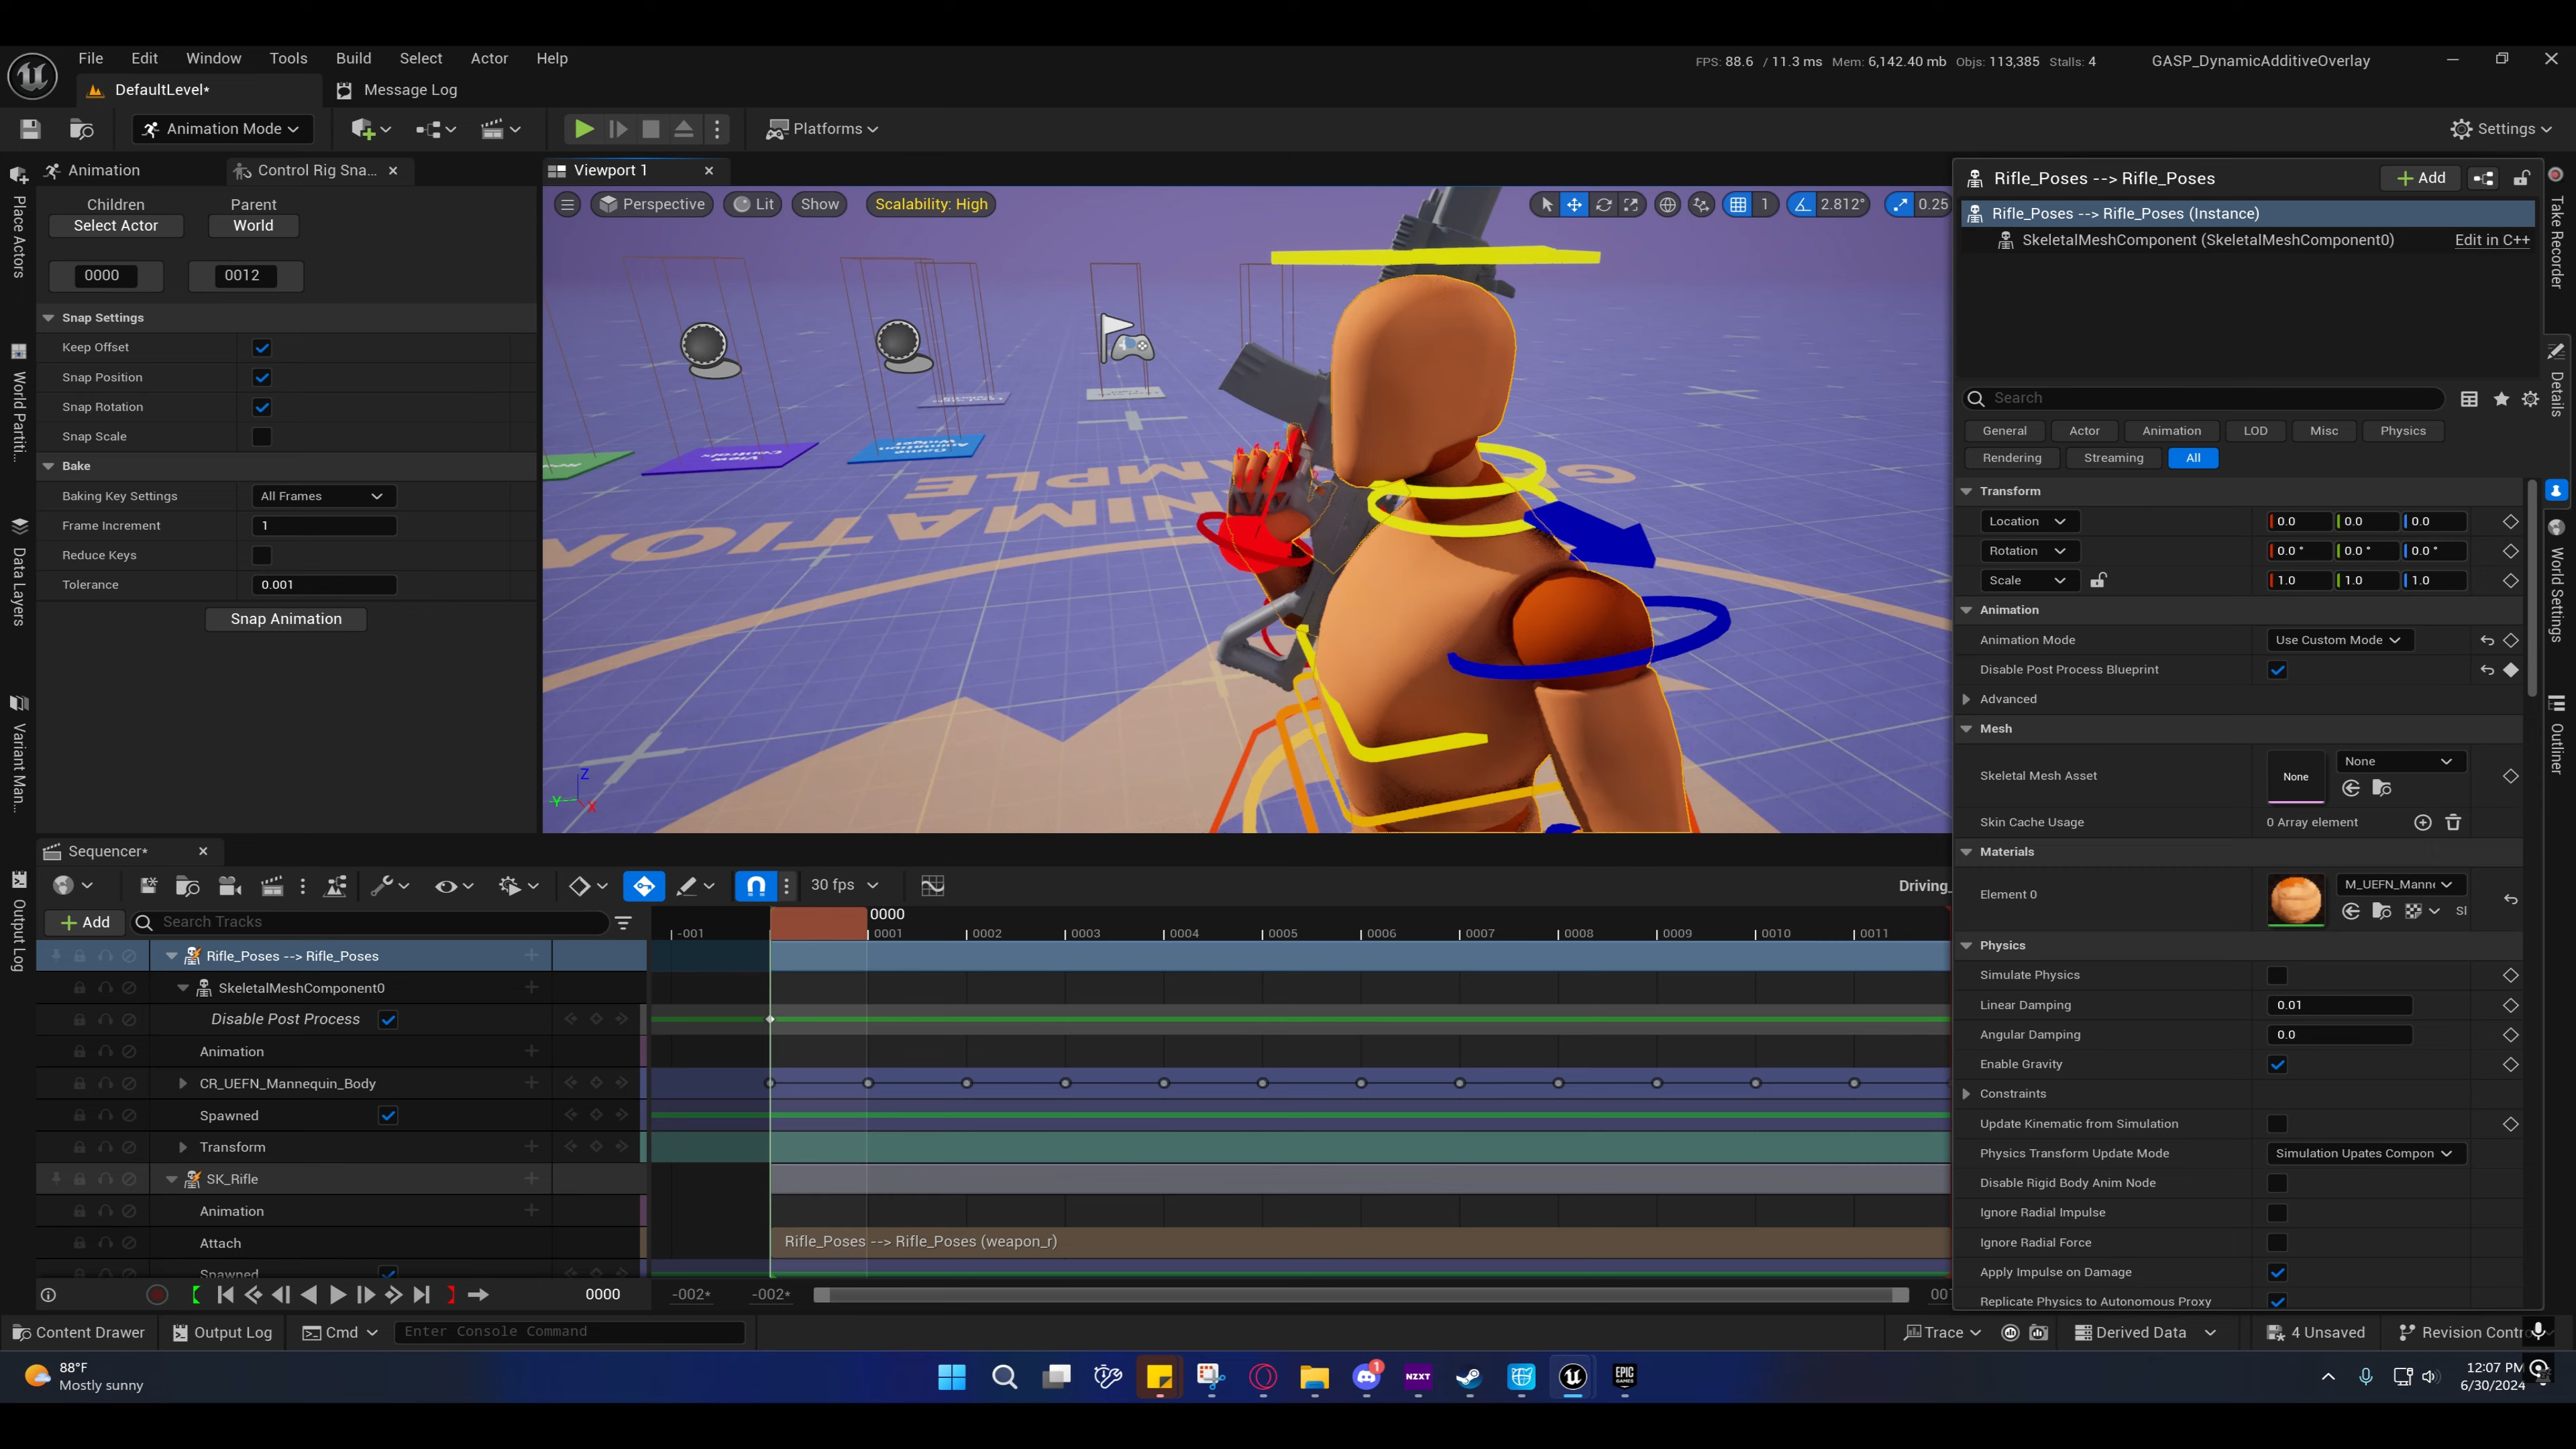 File Edit Window Tools Build Select Actor Help
FPS: 88.6 / 11.3 ms Mem: 6,142.40 mb Objs: 113,385 Stalls: 4
GASP_DynamicAdditiveOverlay
DefaultLevel*
Message Log
Animation Mode
Platforms
Settings
Place Actors
World Partiti...
Data Layers
Variant Man...
Output Log
Animation
Control Rig Sna...
Children
Parent
Select Actor
World
0000
0012
Snap Settings
Keep Offset
Snap Position
Snap Rotation
Snap Scale
Bake
Baking Key Settings
All Frames
Frame Increment
1
Reduce Keys
Tolerance
0.001
Snap Animation
Viewport 1
Perspective
Lit
Show
Scalability: High
1
2.812°
0.25
Z
Y
X
Rifle_Poses --> Rifle_Poses
Add
Rifle_Poses --> Rifle_Poses (Instance)
SkeletalMeshComponent (SkeletalMeshComponent0)
Edit in C++
Search
General Actor Animation LOD Misc Physics
Rendering Streaming All
Transform
Location 0.0 0.0 0.0
Rotation 0.0° 0.0° 0.0°
Scale 1.0 1.0 1.0
Animation
Animation Mode
Use Custom Mode
Disable Post Process Blueprint
Advanced
Mesh
Skeletal Mesh Asset
None
None
Skin Cache Usage
0 Array element
Materials
Element 0
M_UEFN_Manne
Sl
Physics
Simulate Physics
Linear Damping
0.01
Angular Damping
0.0
Enable Gravity
Constraints
Update Kinematic from Simulation
Physics Transform Update Mode
Simulation Upates Compon
Disable Rigid Body Anim Node
Ignore Radial Impulse
Ignore Radial Force
Apply Impulse on Damage
Replicate Physics to Autonomous Proxy
Take Recorder
Details
World Settings
Outliner
Sequencer*
30 fps
Driving_
Add
Search Tracks
0000
-001 0001 0002 0003 0004 0005 0006 0007 0008 0009 0010 0011
Rifle_Poses --> Rifle_Poses
SkeletalMeshComponent0
Disable Post Process
Animation
CR_UEFN_Mannequin_Body
Spawned
Transform
SK_Rifle
Animation
Attach
Rifle_Poses --> Rifle_Poses (weapon_r)
Spawned
0000
-002*
-002*
Content Drawer
Output Log
Cmd
Enter Console Command
Trace
Derived Data
4 Unsaved
Revision Contr
88°F
Mostly sunny
1
NZXT
EPIC
GAMES
12:07 PM
6/30/2024